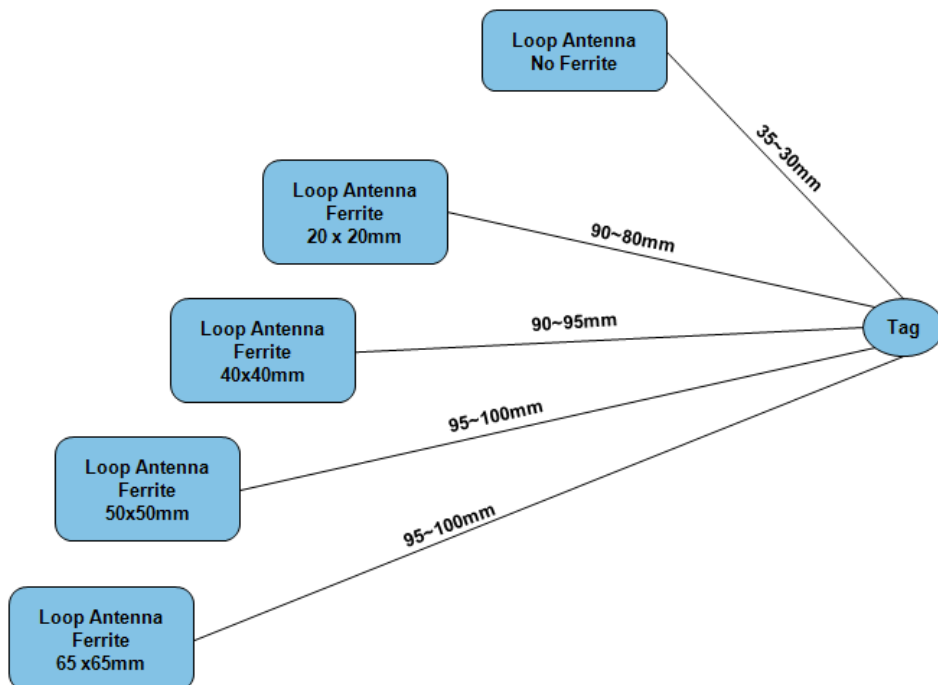 Loop Antenna
No Ferrite
35~30mm
Loop Antenna
Ferrite
20 x 20mm
90~80mm
Loop Antenna
Ferrite
40x40mm
90~95mm
Tag
Loop Antenna
Ferrite
50x50mm
95~100mm
Loop Antenna
Ferrite
65 x65mm
95~100mm